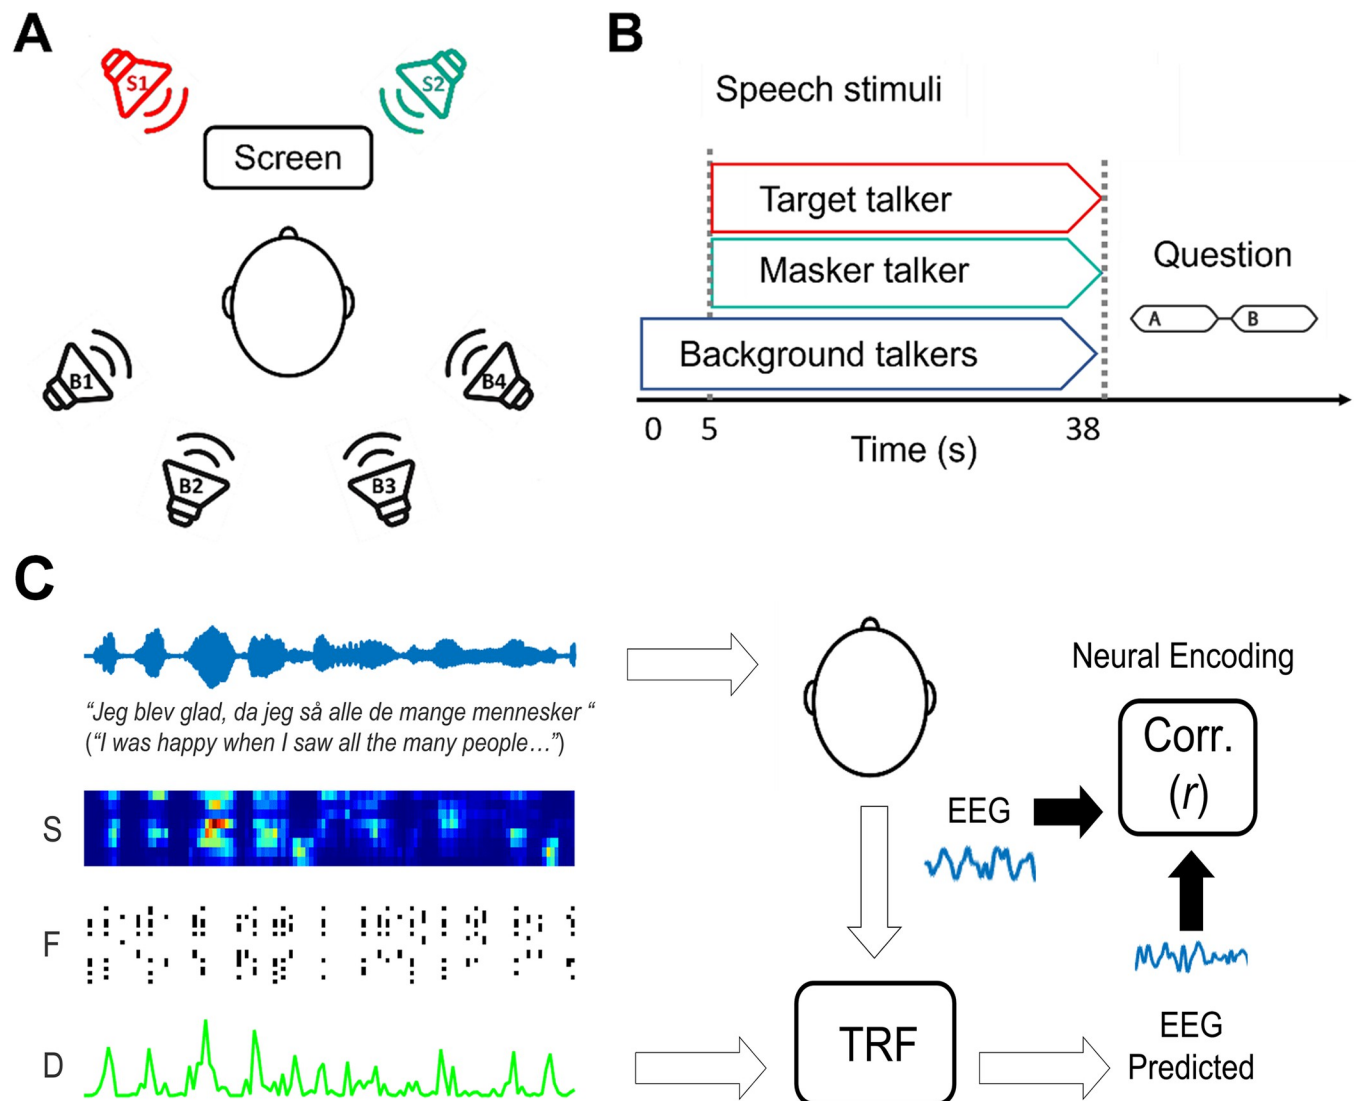 A
S1
S2
Screen
B1
B4
B2
B3
B
Speech stimuli
Target talker
Masker talker
Background talkers
Question
A
B
0
5
38
Time (s)
C
“Jeg blev glad, da jeg så alle de mange mennesker “
(“I was happy when I saw all the many people…”)
S
F
D
EEG
TRF
Neural Encoding
Corr.
(r)
EEG
Predicted